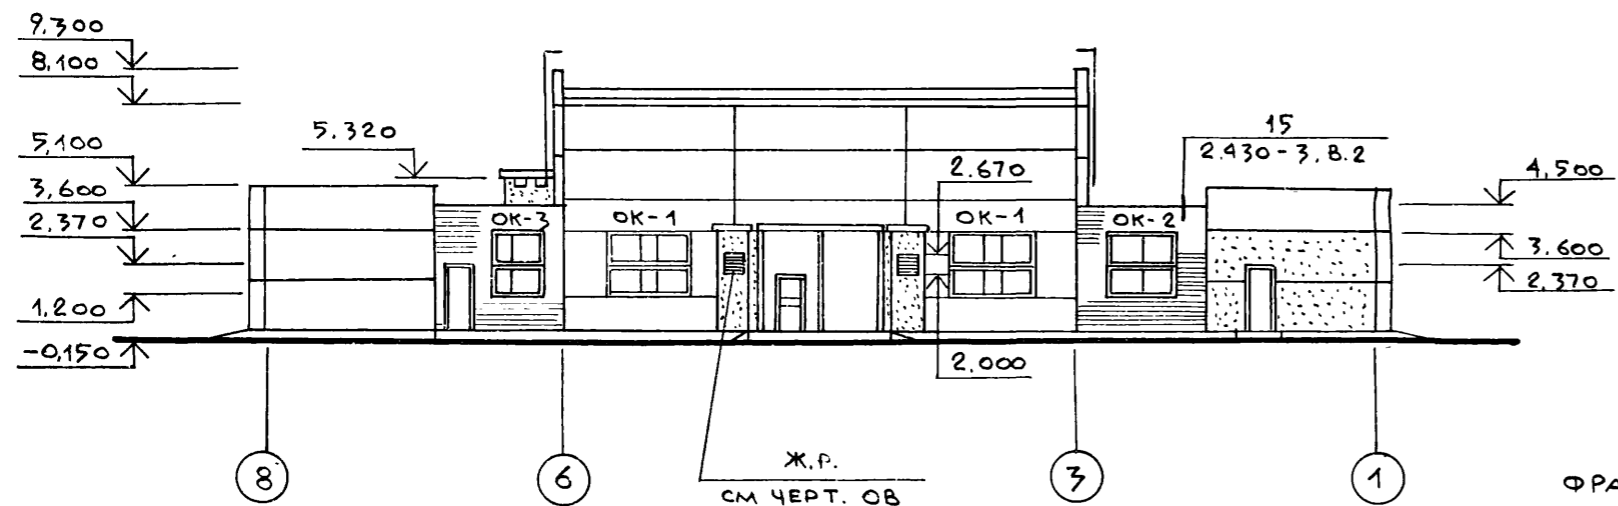 9,300
8,100
5,320
5,100
3,600
2,370
1,200
-0,150
ОК-3
ОК-1
2.670
ОК-1
ОК-2
15
2.430-3.В.2
4,500
3.600
2,370
2.000
Ж.Р.
СМ ЧЕРТ. ОВ
8
6
3
1
ФРА